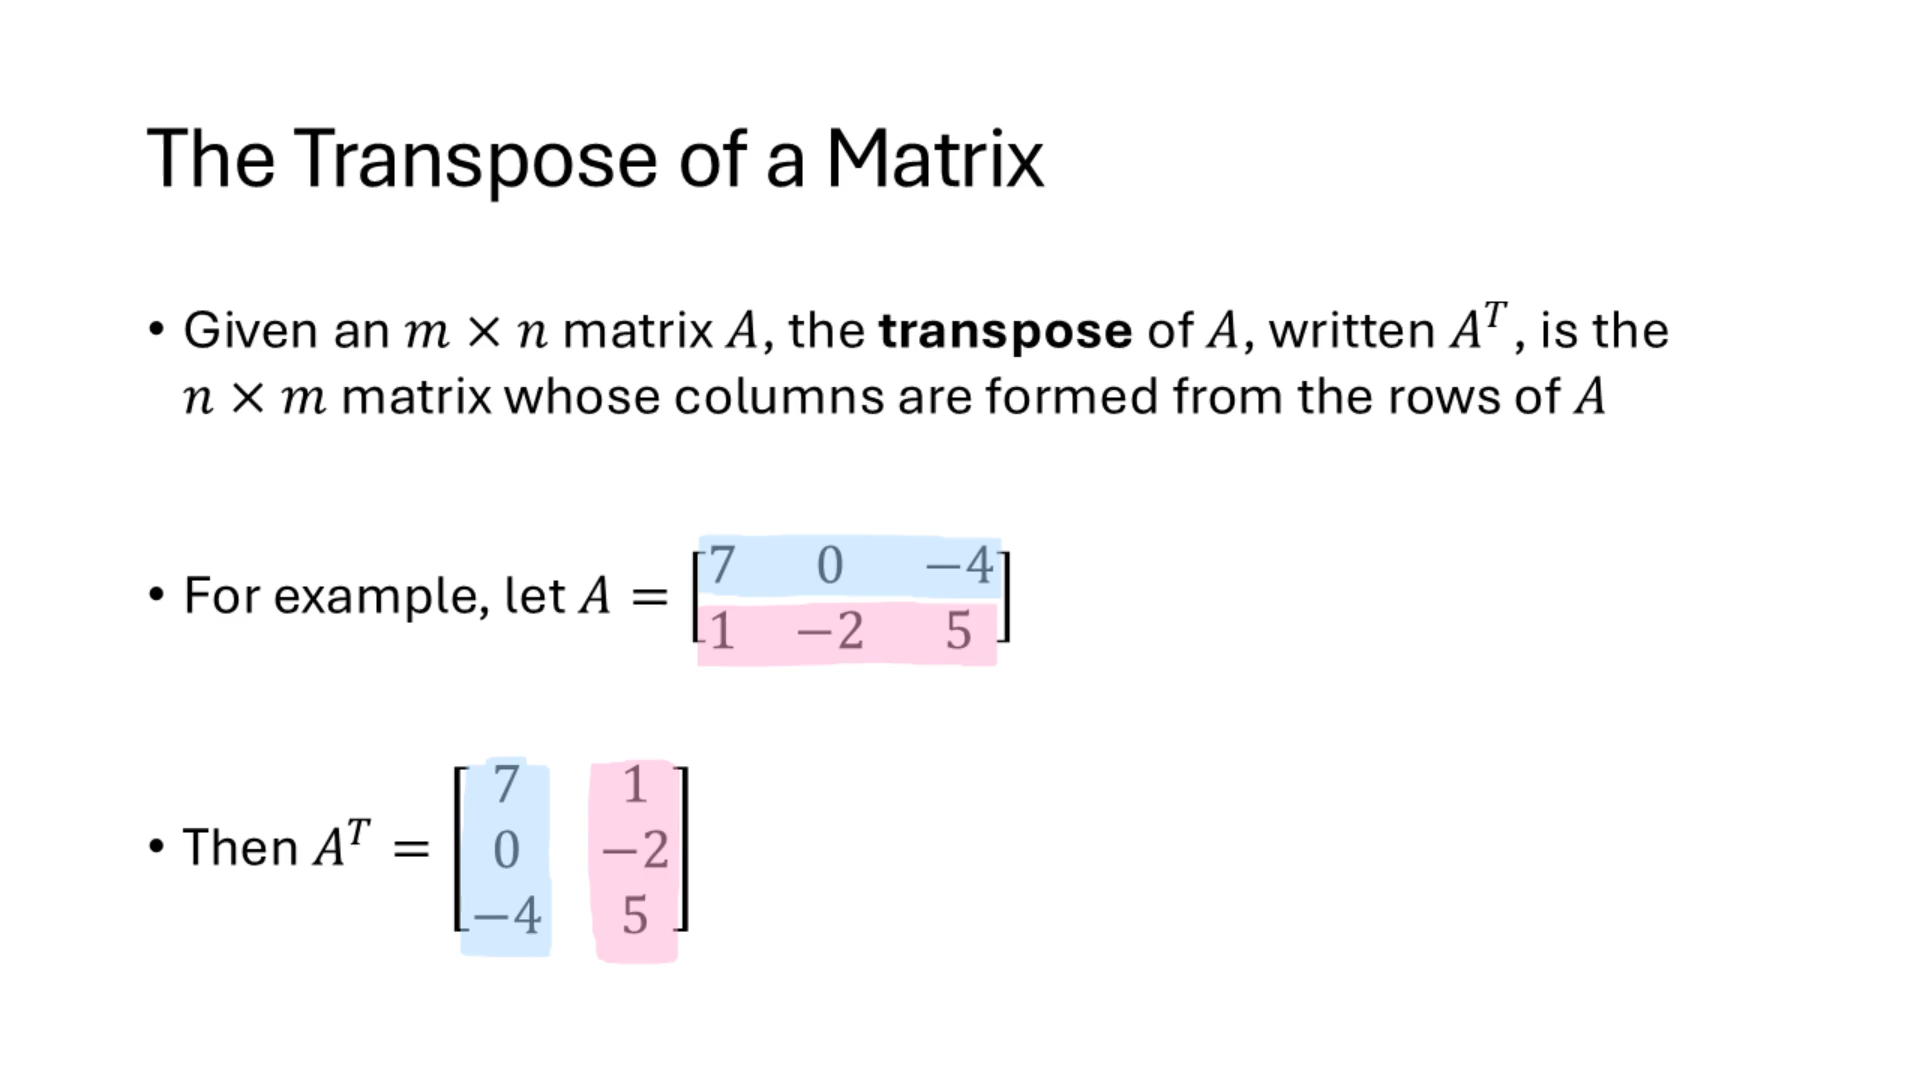 The Transpose of a Matrix
• Given an m × n matrix A, the transpose of A, written Aᵀ, is the
n × m matrix whose columns are formed from the rows of A
• For example, let A = [7 0 −4
1 −2 5]
• Then Aᵀ = [7 1
0 −2
−4 5]